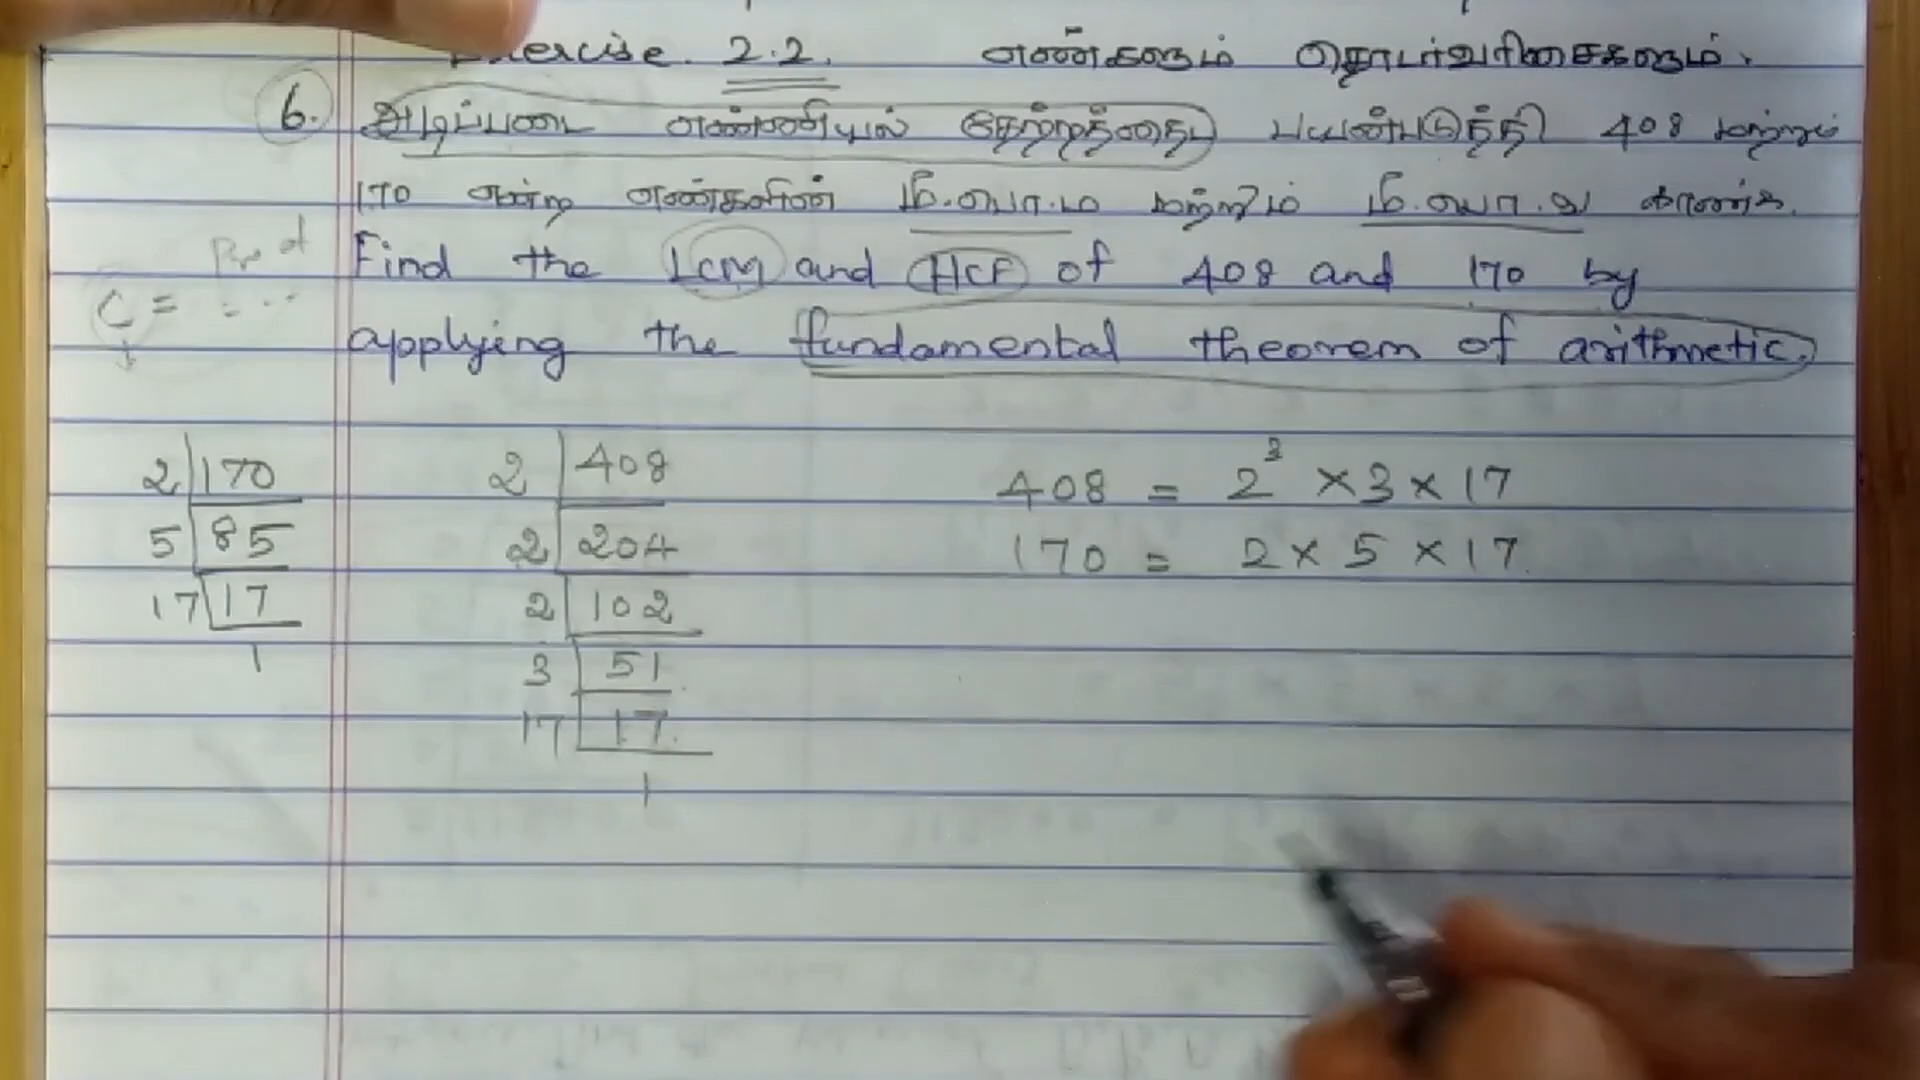 Exercise. 2.2. எண்களும் தொடர்வரிசைகளும்.
6. அடிப்படை எண்ணியல் தேற்றத்தைப் பயன்படுத்தி 408 மற்றும்
170 என்ற எண்களின் மீ.பொ.ம மற்றும் மீ.பொ.வ காண்க.
Find the LCM and HCF of 408 and 170 by
applying the fundamental theorem of arithmetic.
C =
2 170
5 85
17 17
1
2 408
2 204
2 102
3 51
17 17.
1
408 = 2³ × 3 × 17
170 = 2 × 5 × 17.